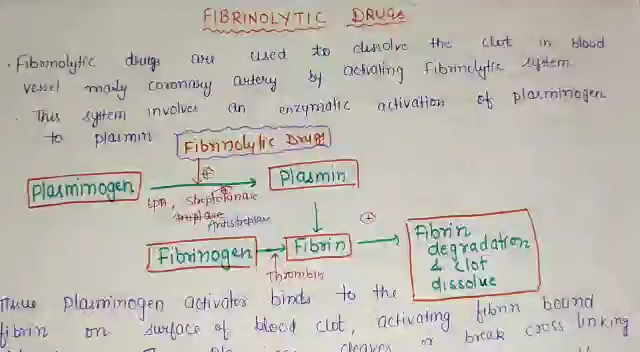 FIBRINOLYTIC DRUGS
· Fibrinolytic drugs are used to dissolve the clot in blood
vessel mainly coronary artery by activating Fibrinolytic system.
· This system involves an enzymatic activation of plasminogen
to plasmin
Fibrinolytic Drugs
⊕
Plasminogen
Plasmin
tPA, Streptokinase
Anistreplase
⊕
Fibrinogen
Fibrin
Thrombin
Fibrin
degradation
& clot
dissolve
Tissue Plasminogen activator binds to the
fibrin on surface of blood clot, activating fibrin bound
cleaves or break cross linking